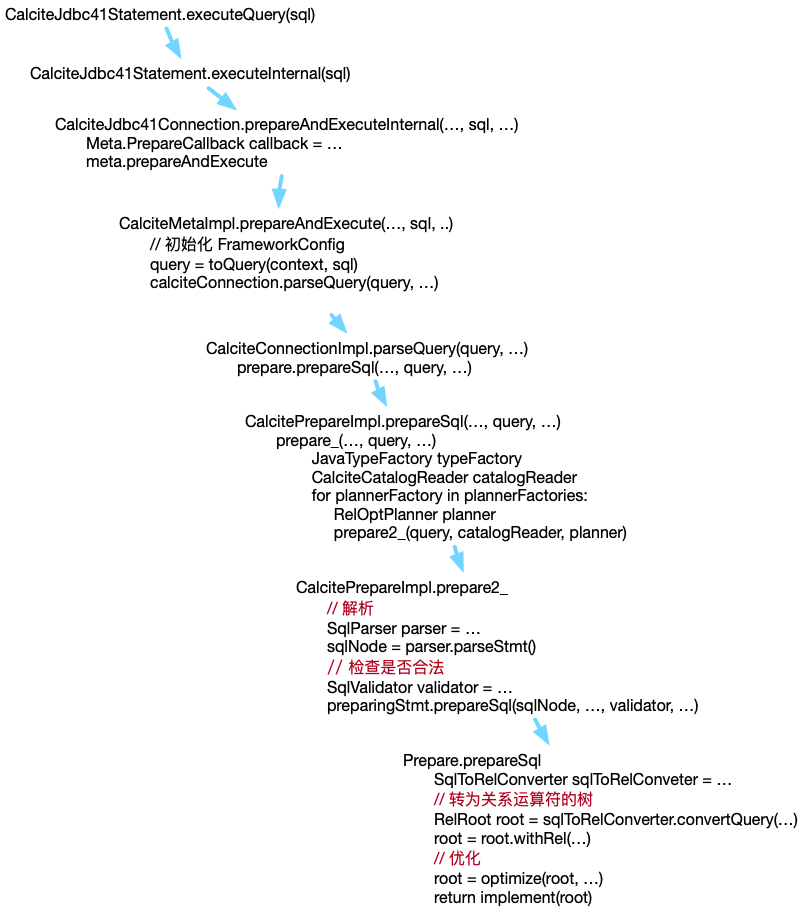 CalciteJdbc41Statement.executeQuery(sql)
CalciteJdbc41Statement.executeInternal(sql)
CalciteJdbc41Connection.prepareAndExecuteInternal(…, sql, …)
Meta.PrepareCallback callback = …
meta.prepareAndExecute
CalciteMetaImpl.prepareAndExecute(…, sql, ..)
// 初始化 FrameworkConfig
query = toQuery(context, sql)
calciteConnection.parseQuery(query, …)
CalciteConnectionImpl.parseQuery(query, …)
prepare.prepareSql(…, query, …)
CalcitePrepareImpl.prepareSql(…, query, …)
prepare_(…, query, …)
JavaTypeFactory typeFactory
CalciteCatalogReader catalogReader
for plannerFactory in plannerFactories:
RelOptPlanner planner
prepare2_(query, catalogReader, planner)
CalcitePrepareImpl.prepare2_
// 解析
SqlParser parser = …
sqlNode = parser.parseStmt()
// 检查是否合法
SqlValidator validator = …
preparingStmt.prepareSql(sqlNode, …, validator, …)
Prepare.prepareSql
SqlToRelConverter sqlToRelConveter = …
// 转为关系运算符的树
RelRoot root = sqlToRelConverter.convertQuery(…)
root = root.withRel(…)
// 优化
root = optimize(root, …)
return implement(root)